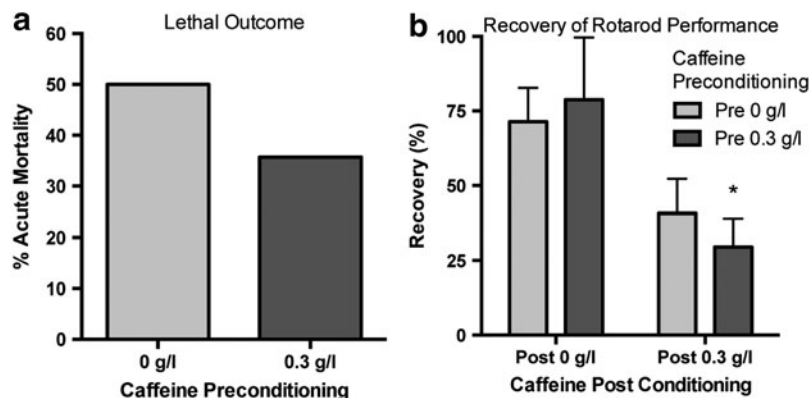 a
Lethal Outcome
% Acute Mortality
60
50
40
30
20
10
0
0 g/l
0.3 g/l
Caffeine Preconditioning
b
Recovery of Rotarod Performance
Recovery (%)
100
75
50
25
0
Caffeine
Preconditioning
Pre 0 g/l
Pre 0.3 g/l
*
Post 0 g/l
Post 0.3 g/l
Caffeine Post Conditioning